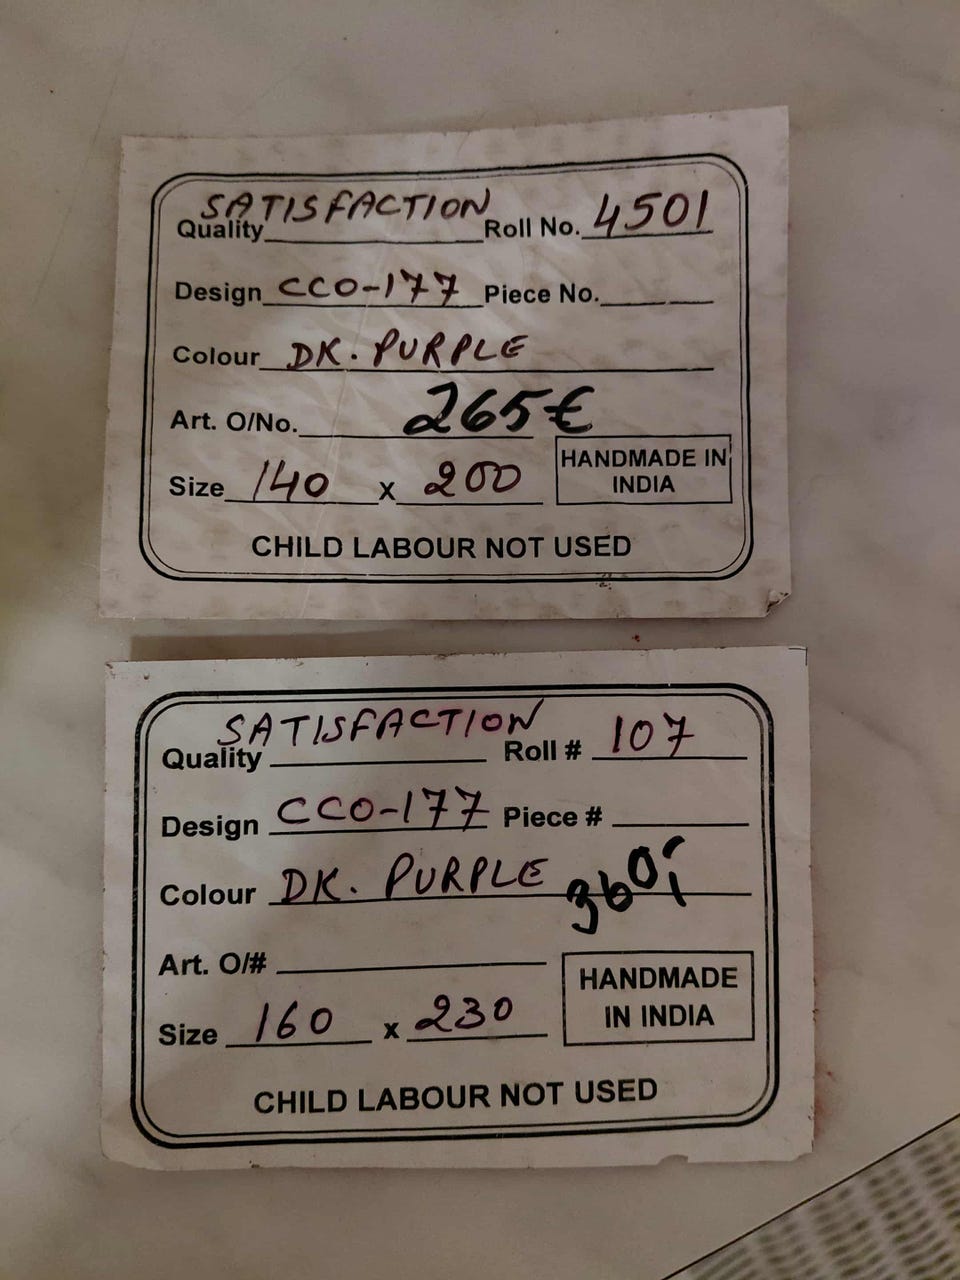 SATISFACTION
Quality Roll No. 4501
Design CCO-177 Piece No.
Colour DK. PURPLE
Art. O/No. 265€
Size 140 x 200 HANDMADE IN
INDIA
CHILD LABOUR NOT USED
SATISFACTION
Quality Roll # 107
Design CCO-177 Piece #
Colour DK. PURPLE 360
Art. O/#
HANDMADE
Size 160 x 230 IN INDIA
CHILD LABOUR NOT USED